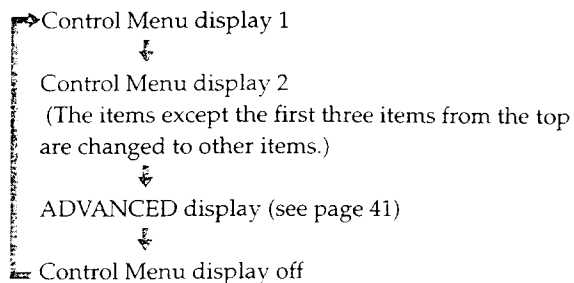 Control Menu display 1
Control Menu display 2
(The items except the first three items from the top
are changed to other items.)
ADVANCED display (see page 41)
Control Menu display off